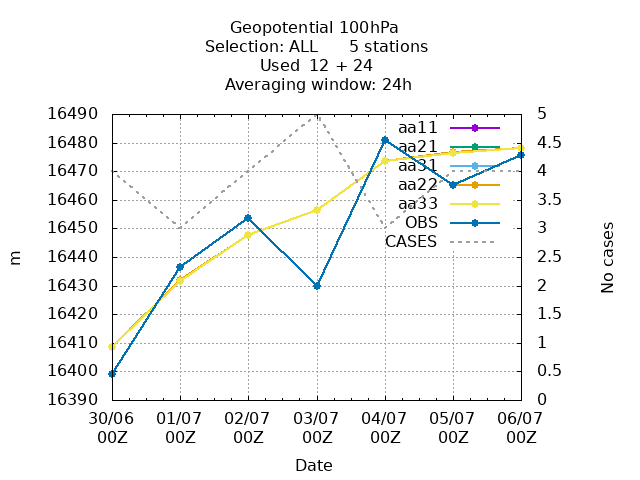 Geopotential 100hPa
Selection: ALL 5 stations
Used 12 + 24
Averaging window: 24h
16490 5
16480 4.5
16470 4
16460 3.5
16450 3
16440 2.5
16430 2
16420 1.5
16410 1
16400 0.5
16390 0
aa11
aa21
aa31
aa22
aa33
OBS
CASES
m
No cases
30/06 01/07 02/07 03/07 04/07 05/07 06/07
00Z 00Z 00Z 00Z 00Z 00Z 00Z
Date